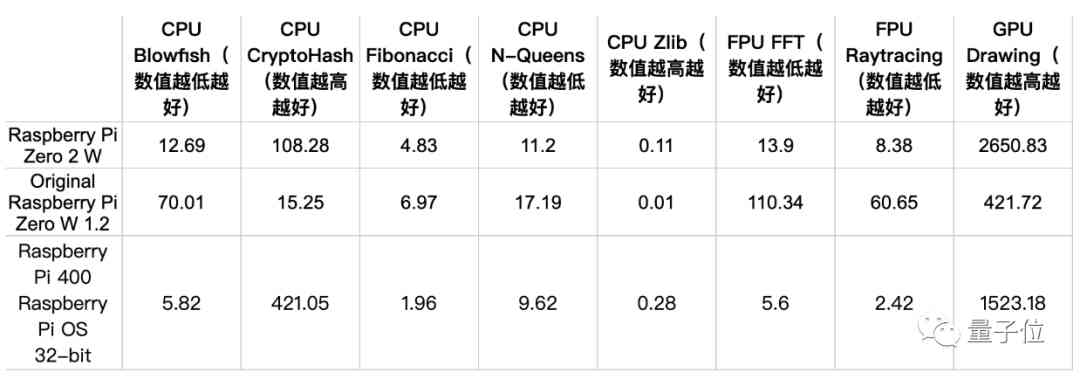 CPU Blowfish（数值越低越好）
CPU CryptoHash（数值越高越好）
CPU Fibonacci（数值越低越好）
CPU N-Queens（数值越低越好）
CPU Zlib（数值越高越好）
FPU FFT（数值越低越好）
FPU Raytracing（数值越低越好）
GPU Drawing（数值越高越好）
Raspberry Pi Zero 2 W 12.69 108.28 4.83 11.2 0.11 13.9 8.38 2650.83
Original Raspberry Pi Zero W 1.2 70.01 15.25 6.97 17.19 0.01 110.34 60.65 421.72
Raspberry Pi 400 Raspberry Pi OS 32-bit 5.82 421.05 1.96 9.62 0.28 5.6 2.42 1523.18
量子位